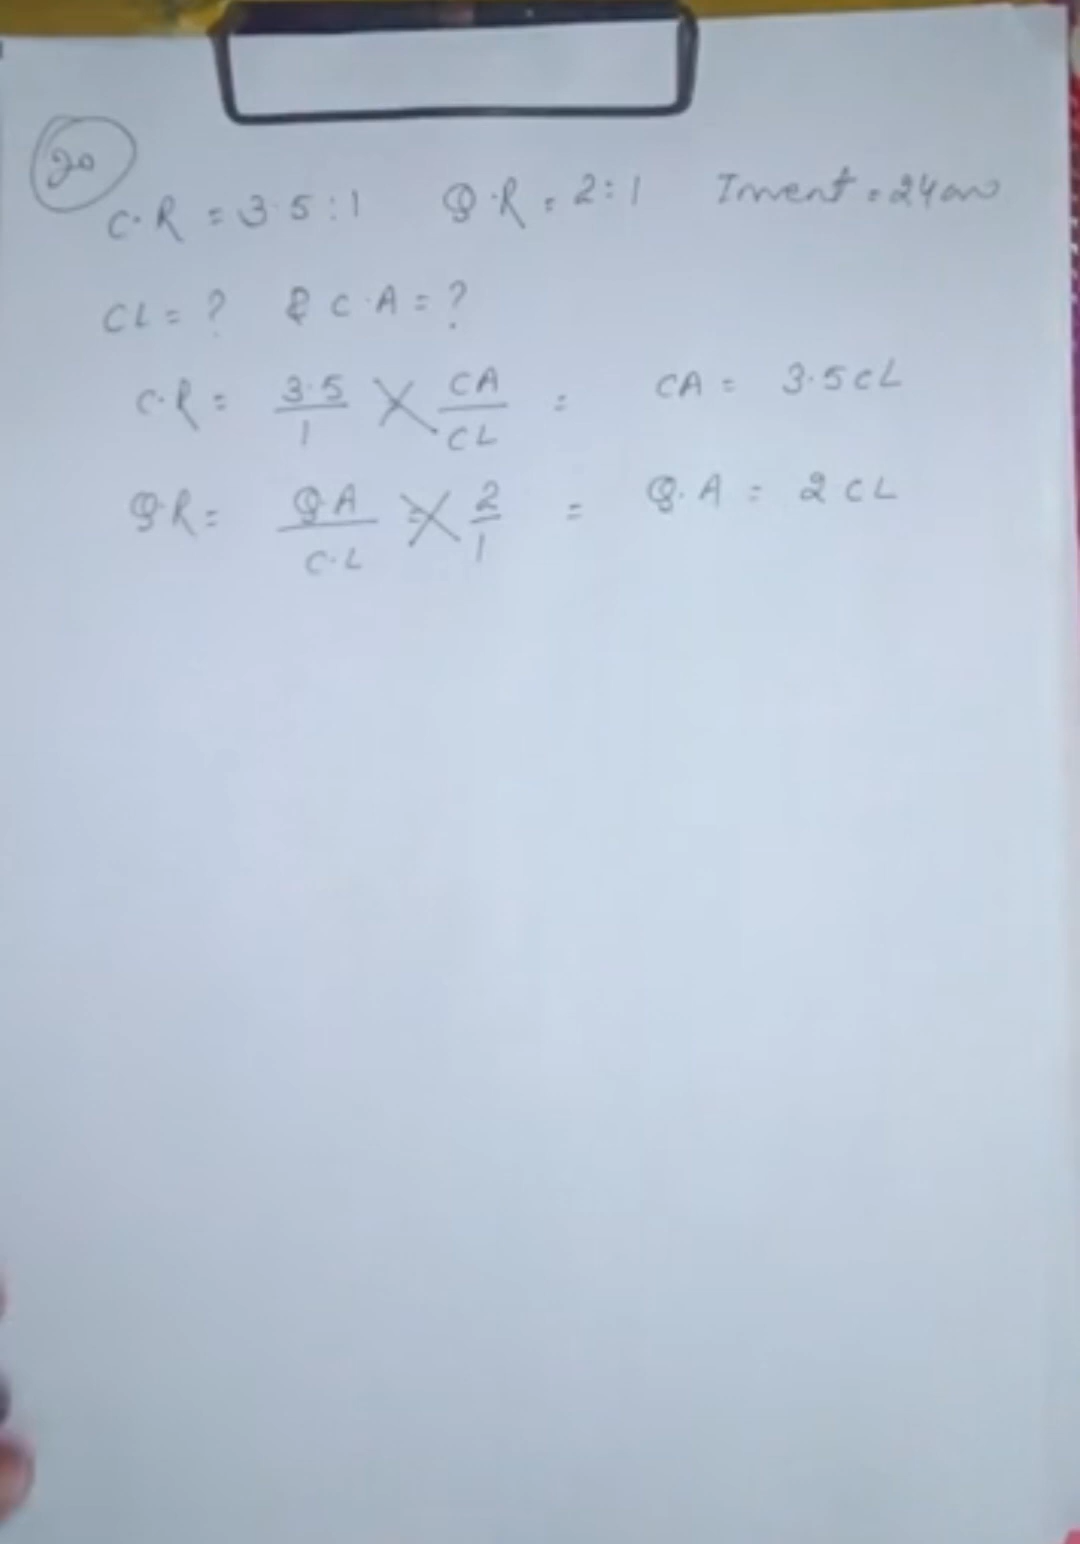 20
C.R = 3.5:1 Q.R = 2:1 Invent = 24000
CL = ? & C.A = ?
C.R = 3.5/1 X CA/CL = CA = 3.5CL
Q.R = Q.A/C.L X 2/1 = Q.A = 2CL